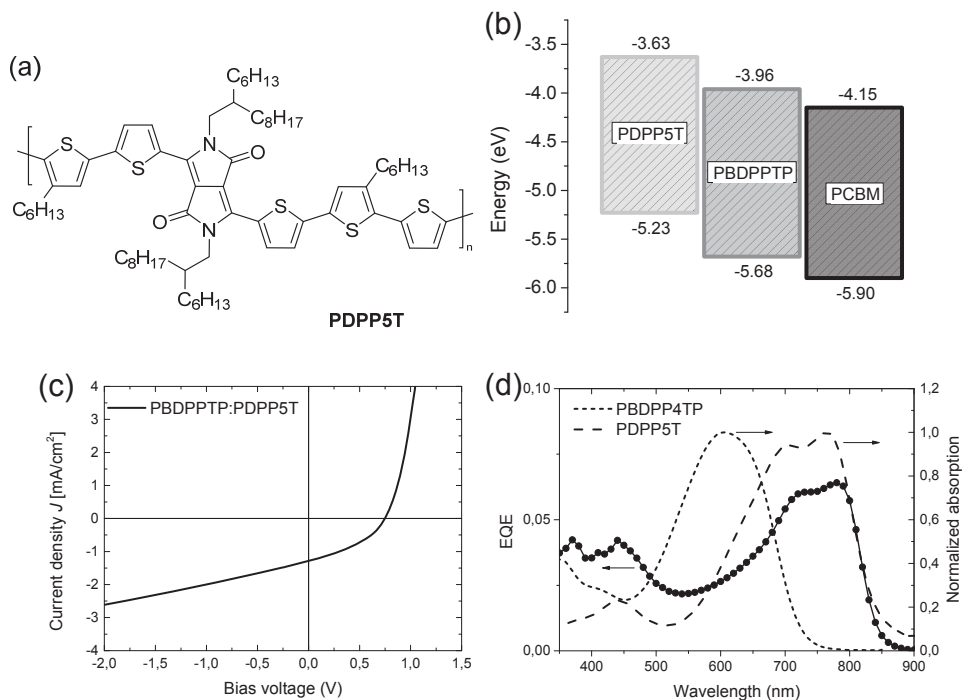 (a)
C6H13
C8H17
N
O
S
S
C6H13
C6H13
O
N
S
S
S
n
C8H17
C6H13
PDPP5T
(b)
-3.5
-4.0
-4.5
-5.0
-5.5
-6.0
Energy (eV)
-3.63
-3.96
-4.15
PDPP5T
PBDPPTP
PCBM
-5.23
-5.68
-5.90
(c)
4
3
2
1
0
-1
-2
-3
-4
Current density J [mA/cm²]
PBDPPTP:PDPP5T
-2,0 -1,5 -1,0 -0,5 0,0 0,5 1,0 1,5
Bias voltage (V)
(d)
0,10
0,05
0,00
EQE
PBDPP4TP
PDPP5T
1,2
1,0
0,8
0,6
0,4
0,2
0,0
Normalized absorption
400 500 600 700 800 900
Wavelength (nm)